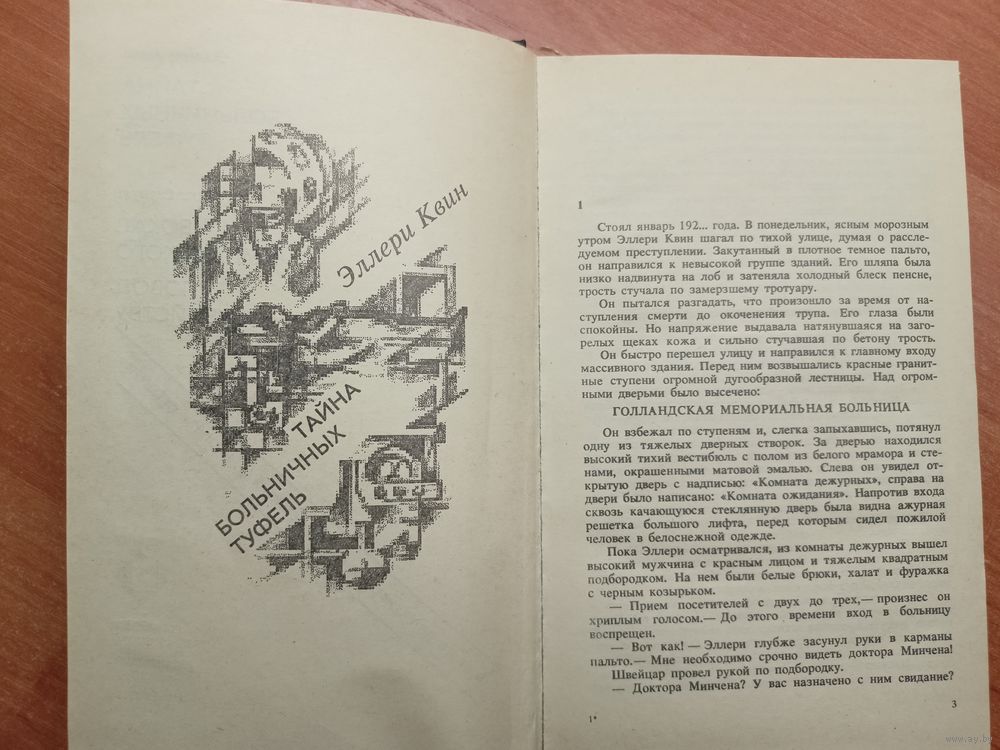 Эллери Квин
ТАЙНА
БОЛЬНИЧНЫХ
ТУФЕЛЬ
1
Стоял январь 192... года. В понедельник, ясным морозным
утром Эллери Квин шагал по тихой улице, думая о рассле-
дуемом преступлении. Закутанный в плотное темное пальто,
он направился к невысокой группе зданий. Его шляпа была
низко надвинута на лоб и затеняла холодный блеск пенсне,
трость стучала по замерзшему тротуару.
Он пытался разгадать, что произошло за время от на-
ступления смерти до окоченения трупа. Его глаза были
спокойны. Но напряжение выдавала натянувшаяся на заго-
релых щеках кожа и сильно стучавшая по бетону трость.
Он быстро перешел улицу и направился к главному входу
массивного здания. Перед ним возвышались красные гранит-
ные ступени огромной дугообразной лестницы. Над огром-
ными дверьми было высечено:
ГОЛЛАНДСКАЯ МЕМОРИАЛЬНАЯ БОЛЬНИЦА
Он взбежал по ступеням и, слегка запыхавшись, потянул
одну из тяжелых дверных створок. За дверью находился
высокий тихий вестибюль с полом из белого мрамора и сте-
нами, окрашенными матовой эмалью. Слева он увидел от-
крытую дверь с надписью: «Комната дежурных», справа на
двери было написано: «Комната ожидания». Напротив входа
сквозь качающуюся стеклянную дверь была видна ажурная
решетка большого лифта, перед которым сидел пожилой
человек в белоснежной одежде.
Пока Эллери осматривался, из комнаты дежурных вышел
высокий мужчина с красным лицом и тяжелым квадратным
подбородком. На нем были белые брюки, халат и фуражка
с черным козырьком.
— Прием посетителей с двух до трех,— произнес он
хриплым голосом.— До этого времени вход в больницу
воспрещен.
— Вот как! — Эллери глубже засунул руки в карманы
пальто.— Мне необходимо срочно видеть доктора Минчена!
Швейцар провел рукой по подбородку.
— Доктора Минчена? У вас назначено с ним свидание?
1*
3
www.ay.by